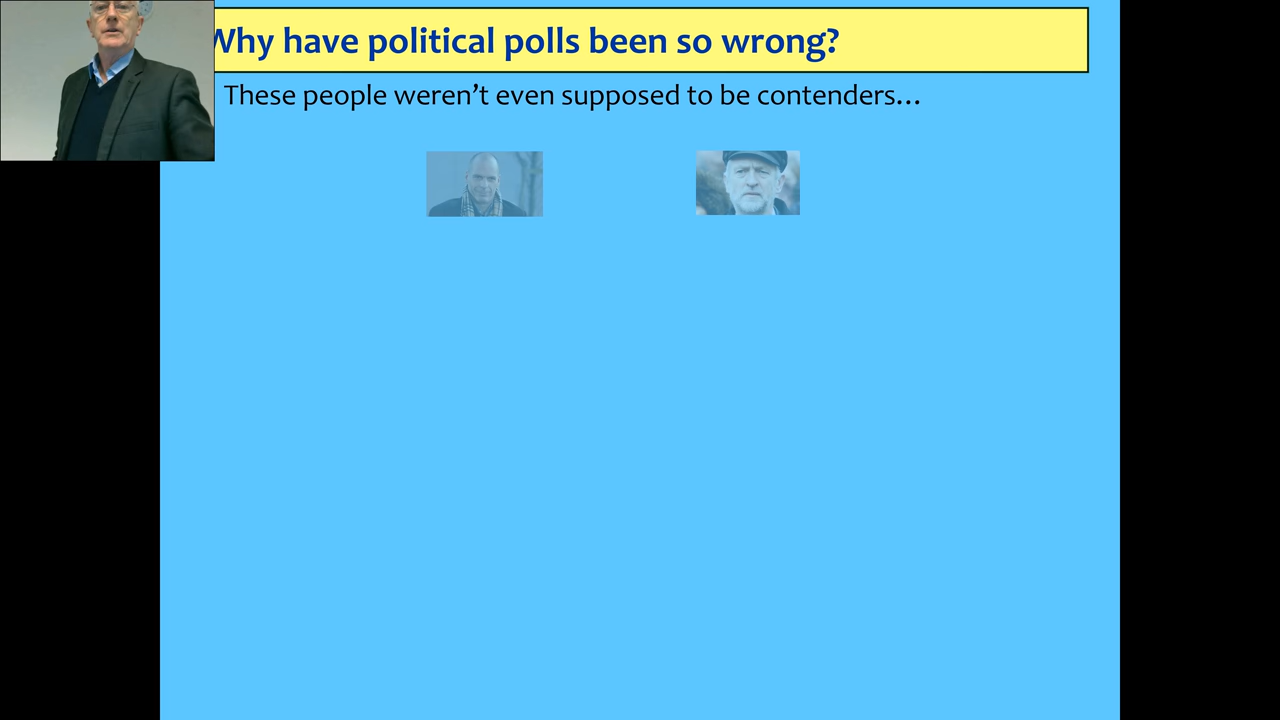 Why have political polls been so wrong?
These people weren’t even supposed to be contenders…